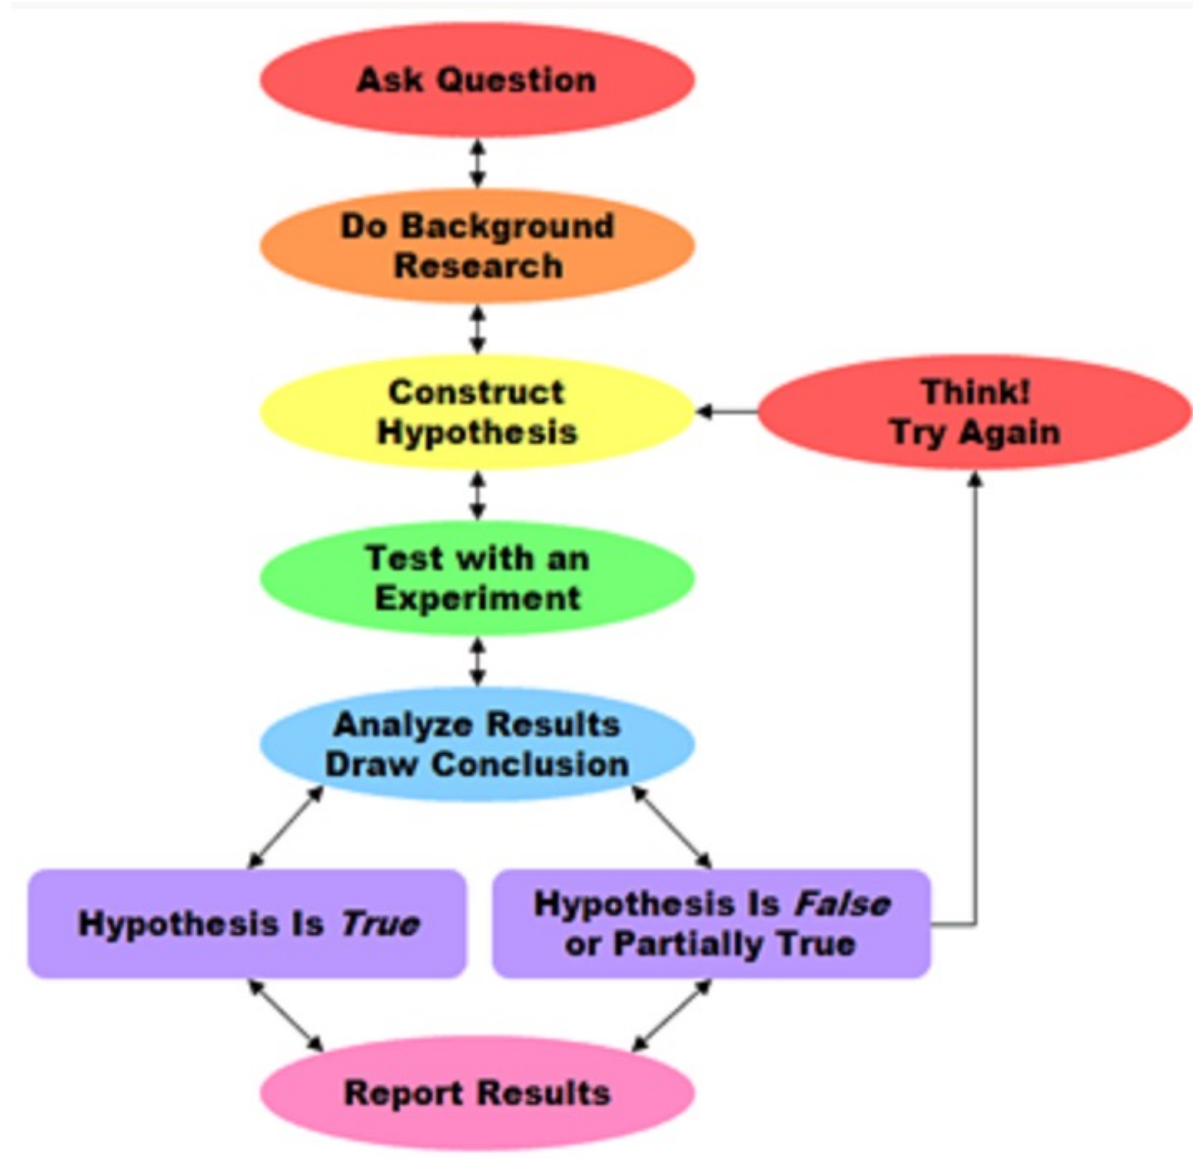 Ask Question
Do Background
Research
Construct
Hypothesis
Think!
Try Again
Test with an
Experiment
Analyze Results
Draw Conclusion
Hypothesis Is True
Hypothesis Is False
or Partially True
Report Results